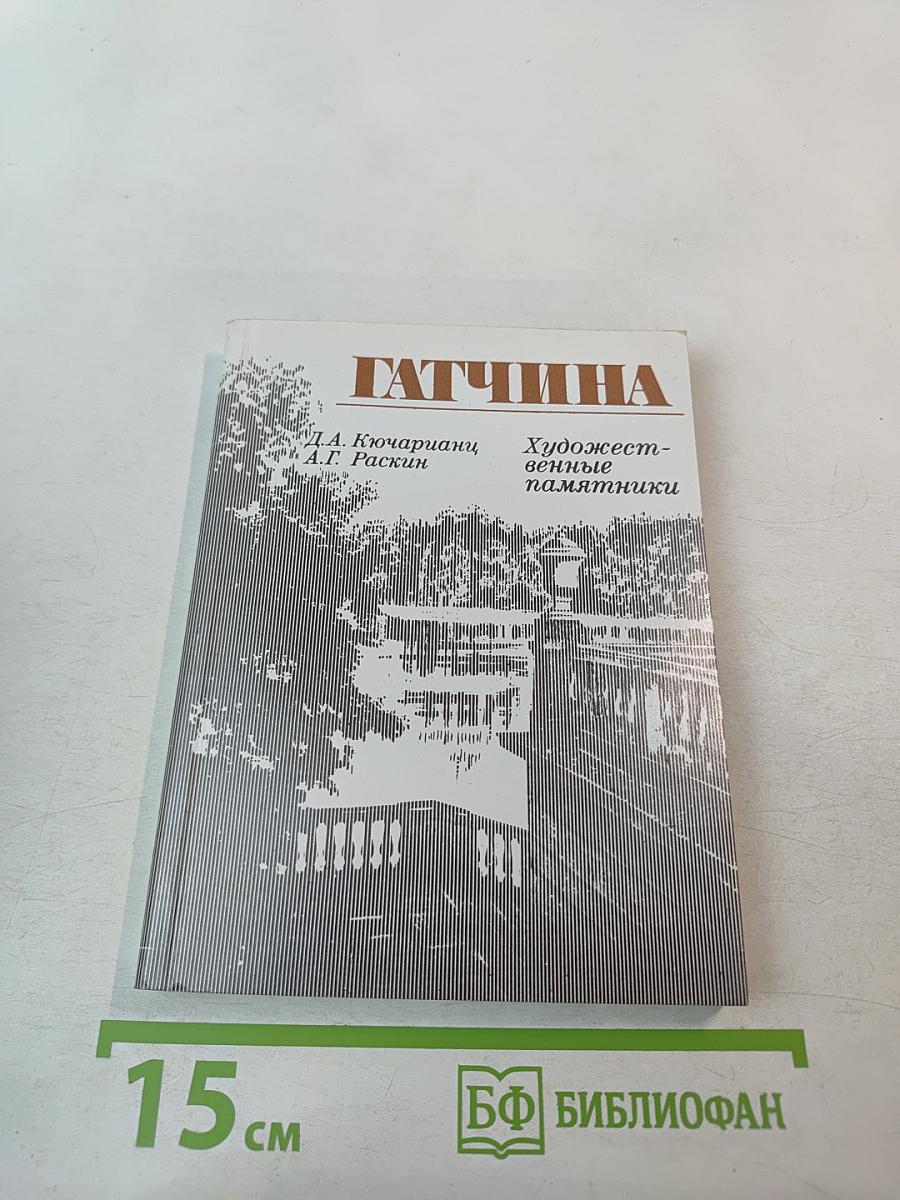 ГАТЧИНА
Д.А. Кючарианц
А.Г. Раскин
Художест-
венные
памятники
15 см
БФ БИБЛИОФАН